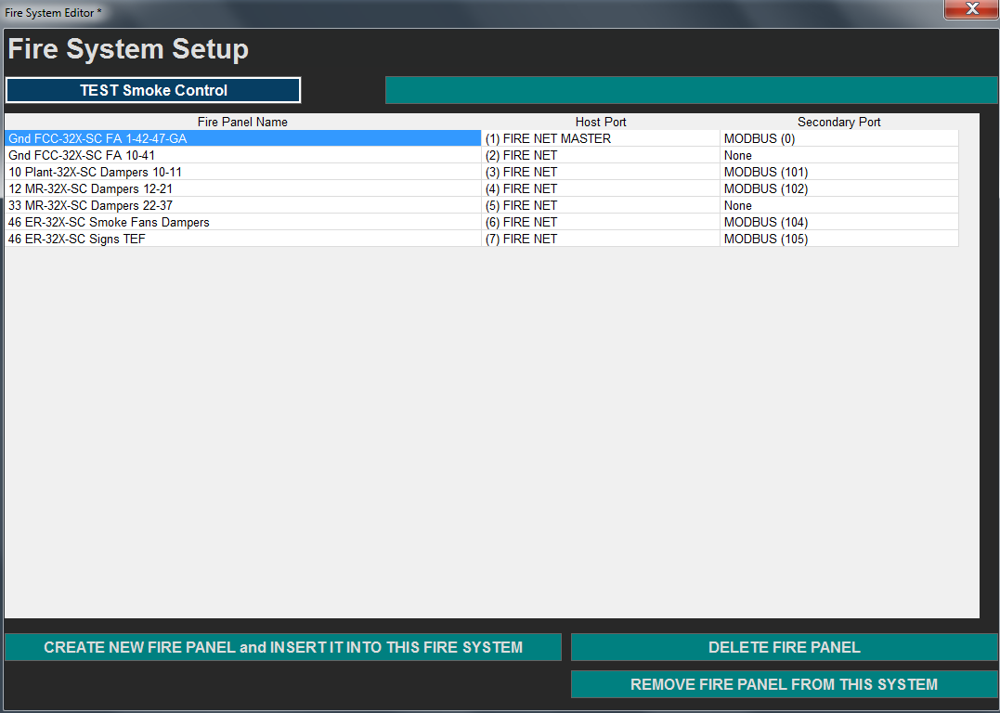 Fire System Editor *
Fire System Setup
TEST Smoke Control
Fire Panel Name Host Port Secondary Port
Gnd FCC-32X-SC FA 1-42-47-GA (1) FIRE NET MASTER MODBUS (0)
Gnd FCC-32X-SC FA 10-41 (2) FIRE NET None
10 Plant-32X-SC Dampers 10-11 (3) FIRE NET MODBUS (101)
12 MR-32X-SC Dampers 12-21 (4) FIRE NET MODBUS (102)
33 MR-32X-SC Dampers 22-37 (5) FIRE NET None
46 ER-32X-SC Smoke Fans Dampers (6) FIRE NET MODBUS (104)
46 ER-32X-SC Signs TEF (7) FIRE NET MODBUS (105)
CREATE NEW FIRE PANEL and INSERT IT INTO THIS FIRE SYSTEM DELETE FIRE PANEL
REMOVE FIRE PANEL FROM THIS SYSTEM